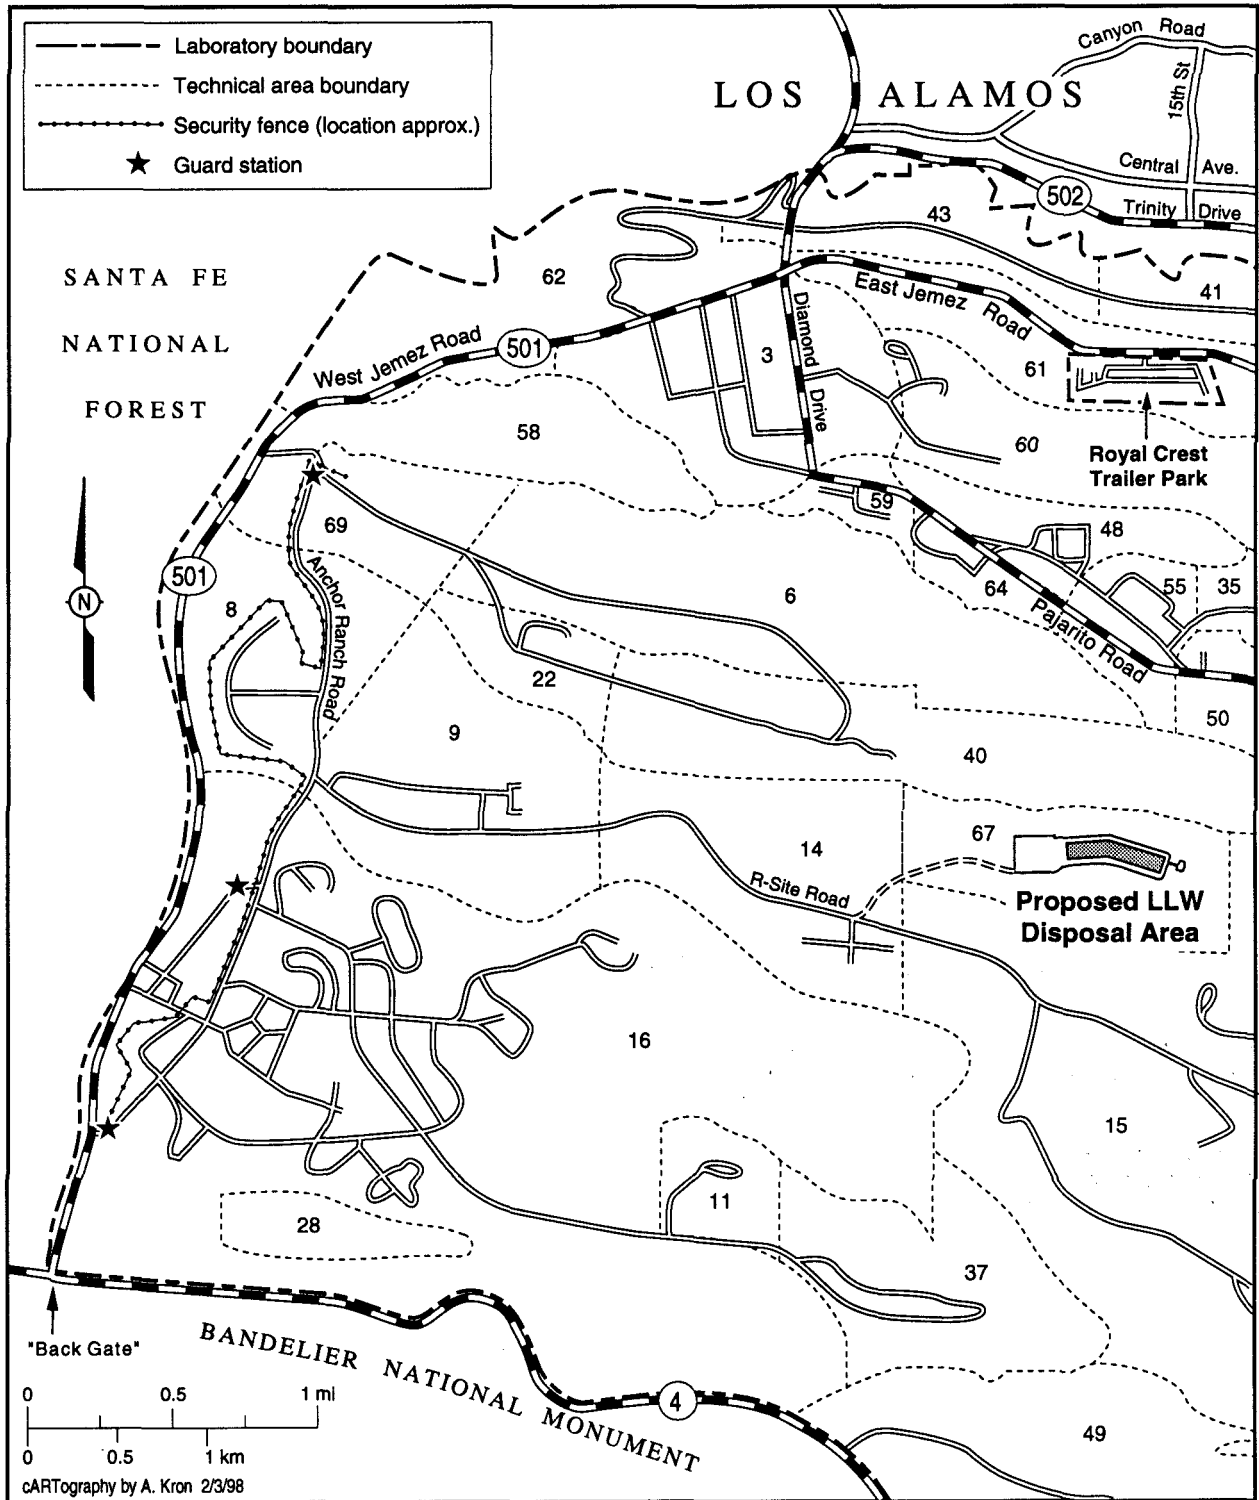 Laboratory boundary
Technical area boundary
Security fence (location approx.)
Guard station
LOS ALAMOS
Canyon Road
15th St
Central Ave.
502
Trinity Drive
43
41
SANTA FE
NATIONAL
FOREST
62
East Jemez Road
West Jemez Road
501
Diamond Drive
3
61
Royal Crest
Trailer Park
58
60
59
48
69
501
N
8
Anchor Ranch Road
6
64
55
35
Pajarito Road
22
9
50
40
67
14
R-Site Road
Proposed LLW
Disposal Area
16
15
11
28
37
"Back Gate"
BANDELIER NATIONAL MONUMENT
4
49
0 0.5 1 mi
0 0.5 1 km
cARTography by A. Kron 2/3/98